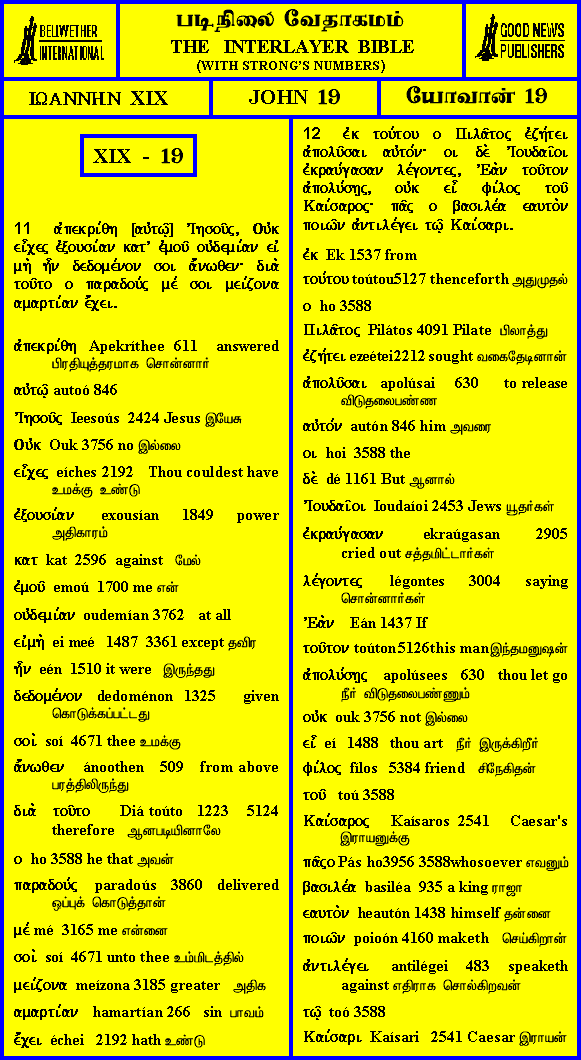 BELIWETHER
INTERNATIONAL
படிநிலை வேதாகமம்
THE INTERLAYER BIBLE
(WITH STRONG'S NUMBERS)
GOOD NEWS
PUBLISHERS
ΙΩΑΝΝΗΝ XIX
JOHN 19
யோவான் 19
XIX - 19
11 ἀπεκρίθη [αὐτῷ] Ἰησοῦς, Οὐκ
εἶχες ἐξουσίαν κατ' ἐμοῦ οὐδεμίαν εἰ
μὴ ἦν δεδομένον σοι ἄνωθεν· διὰ
τοῦτο ο παραδούς μέ σοι μείζονα
αμαρτίαν ἔχει.
ἀπεκρίθη Apekríthee 611 answered
பிரதியுத்தரமாக சொன்னார்
αὐτῷ autoó 846
Ἰησοῦς Ieesoús 2424 Jesus இயேசு
Οὐκ Ouk 3756 no இல்லை
εἶχες eíches 2192 Thou couldest have
உமக்கு உண்டு
ἐξουσίαν exousían 1849 power
அதிகாரம்
κατ kat 2596 against மேல்
ἐμοῦ emoú 1700 me என்
οὐδεμίαν oudemían 3762 at all
εἰ μὴ ei meé 1487 3361 except தவிர
ἦν eén 1510 it were இருந்தது
δεδομένον dedoménon 1325 given
கொடுக்கப்பட்டது
σοὶ soí 4671 thee உமக்கு
ἄνωθεν ánoothen 509 from above
பரத்திலிருந்து
διὰ τοῦτο Diá toúto 1223 5124
therefore ஆனபடியினாலே
ο ho 3588 he that அவன்
παραδούς paradoús 3860 delivered
ஒப்புக் கொடுத்தான்
μέ mé 3165 me என்னை
σοὶ soí 4671 unto thee உம்மிடத்தில்
μείζονα meízona 3185 greater அதிக
αμαρτίαν hamartían 266 sin பாவம்
ἔχει échei 2192 hath உண்டு
12 ἐκ τούτου ο Πιλᾶτος ἐζήτει
ἀπολῦσαι αὐτόν· οι δὲ Ἰουδαῖοι
ἐκραύγασαν λέγοντες, Ἐὰν τοῦτον
ἀπολύσῃς, οὐκ εἶ φίλος τοῦ
Καίσαρος· πᾶς ο βασιλέα εαυτὸν
ποιῶν ἀντιλέγει τῷ Καίσαρι.
ἐκ Ek 1537 from
τούτου toútou5127 thenceforth அதுமுதல்
ο ho 3588
Πιλᾶτος Pilátos 4091 Pilate பிலாத்து
ἐζήτει ezeétei2212 sought வகைதேடினான்
ἀπολῦσαι apolúsai 630 to release
விடுதலைபண்ண
αὐτόν autón 846 him அவரை
οι hoi 3588 the
δὲ dé 1161 But ஆனால்
Ἰουδαῖοι Ioudaíoi 2453 Jews யூதர்கள்
ἐκραύγασαν ekraúgasan 2905
cried out சத்தமிட்டார்கள்
λέγοντες légontes 3004 saying
சொன்னார்கள்
Ἐὰν Eán 1437 If
τοῦτον toúton5126this man இந்தமனுஷன்
ἀπολύσῃς apolúsees 630 thou let go
நீர் விடுதலைபண்ணும்
οὐκ ouk 3756 not இல்லை
εἶ eí 1488 thou art நீர் இருக்கிறீர்
φίλος fílos 5384 friend சிநேகிதன்
τοῦ toú 3588
Καίσαρος Kaísaros 2541 Caesar's
இராயனுக்கு
πᾶςο Pás ho3956 3588whosoever எவனும்
βασιλέα basiléa 935 a king ராஜா
εαυτὸν heautón 1438 himself தன்னை
ποιῶν poioón 4160 maketh செய்கிறான்
ἀντιλέγει antilégei 483 speaketh
against எதிராக சொல்கிறவன்
τῷ toó 3588
Καίσαρι Kaísari 2541 Caesar இராயன்